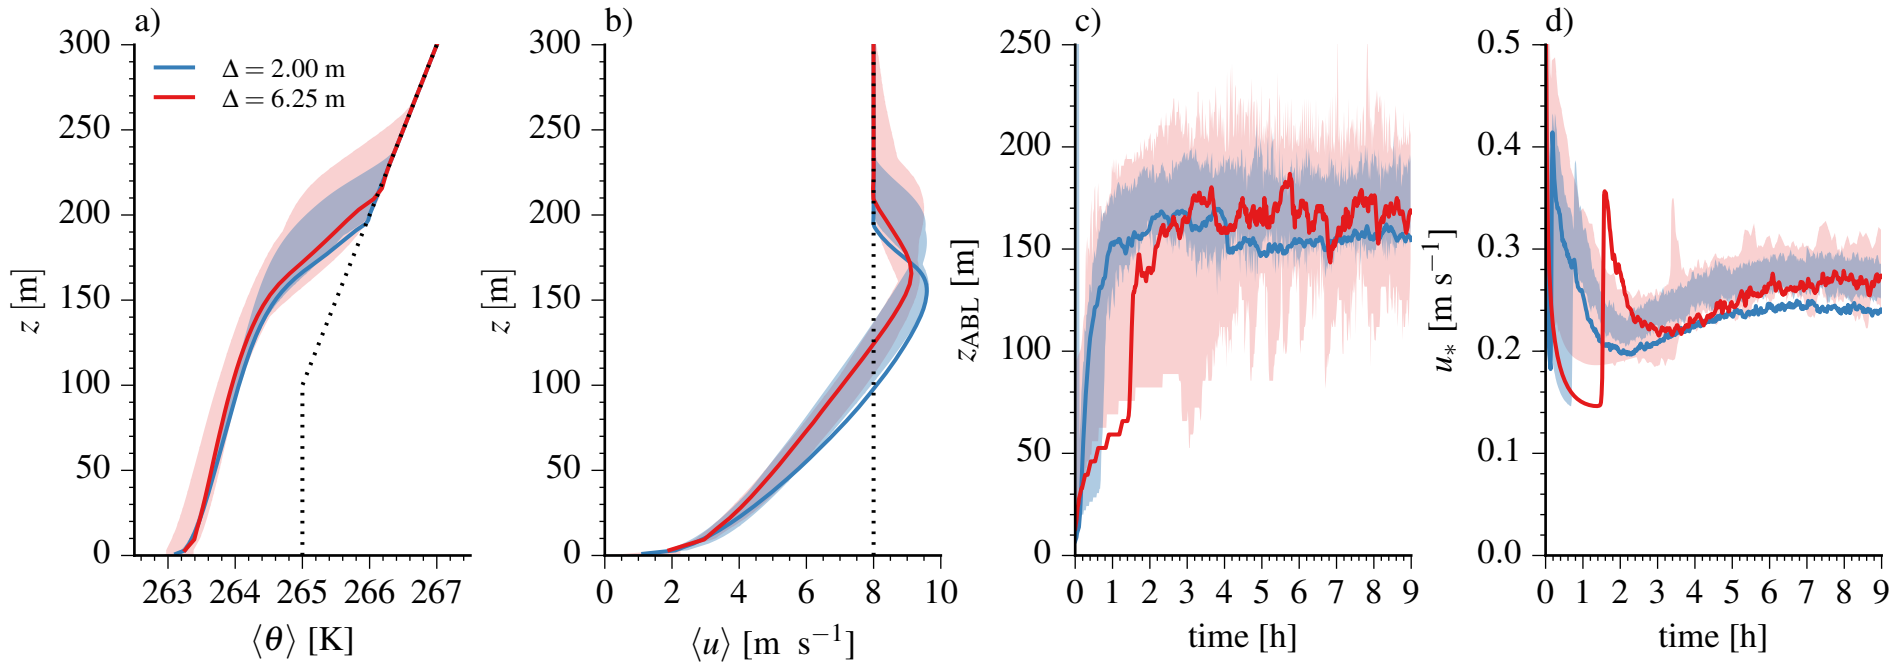 a)
300
250
200
150
100
50
0
z [m]
Δ = 2.00 m
Δ = 6.25 m
263 264 265 266 267
⟨θ⟩ [K]
b)
300
250
200
150
100
50
0
z [m]
0 2 4 6 8 10
⟨u⟩ [m s⁻¹]
c)
250
200
150
100
50
0
z_ABL [m]
0 1 2 3 4 5 6 7 8 9
time [h]
d)
0.5
0.4
0.3
0.2
0.1
0.0
u_* [m s⁻¹]
0 1 2 3 4 5 6 7 8 9
time [h]